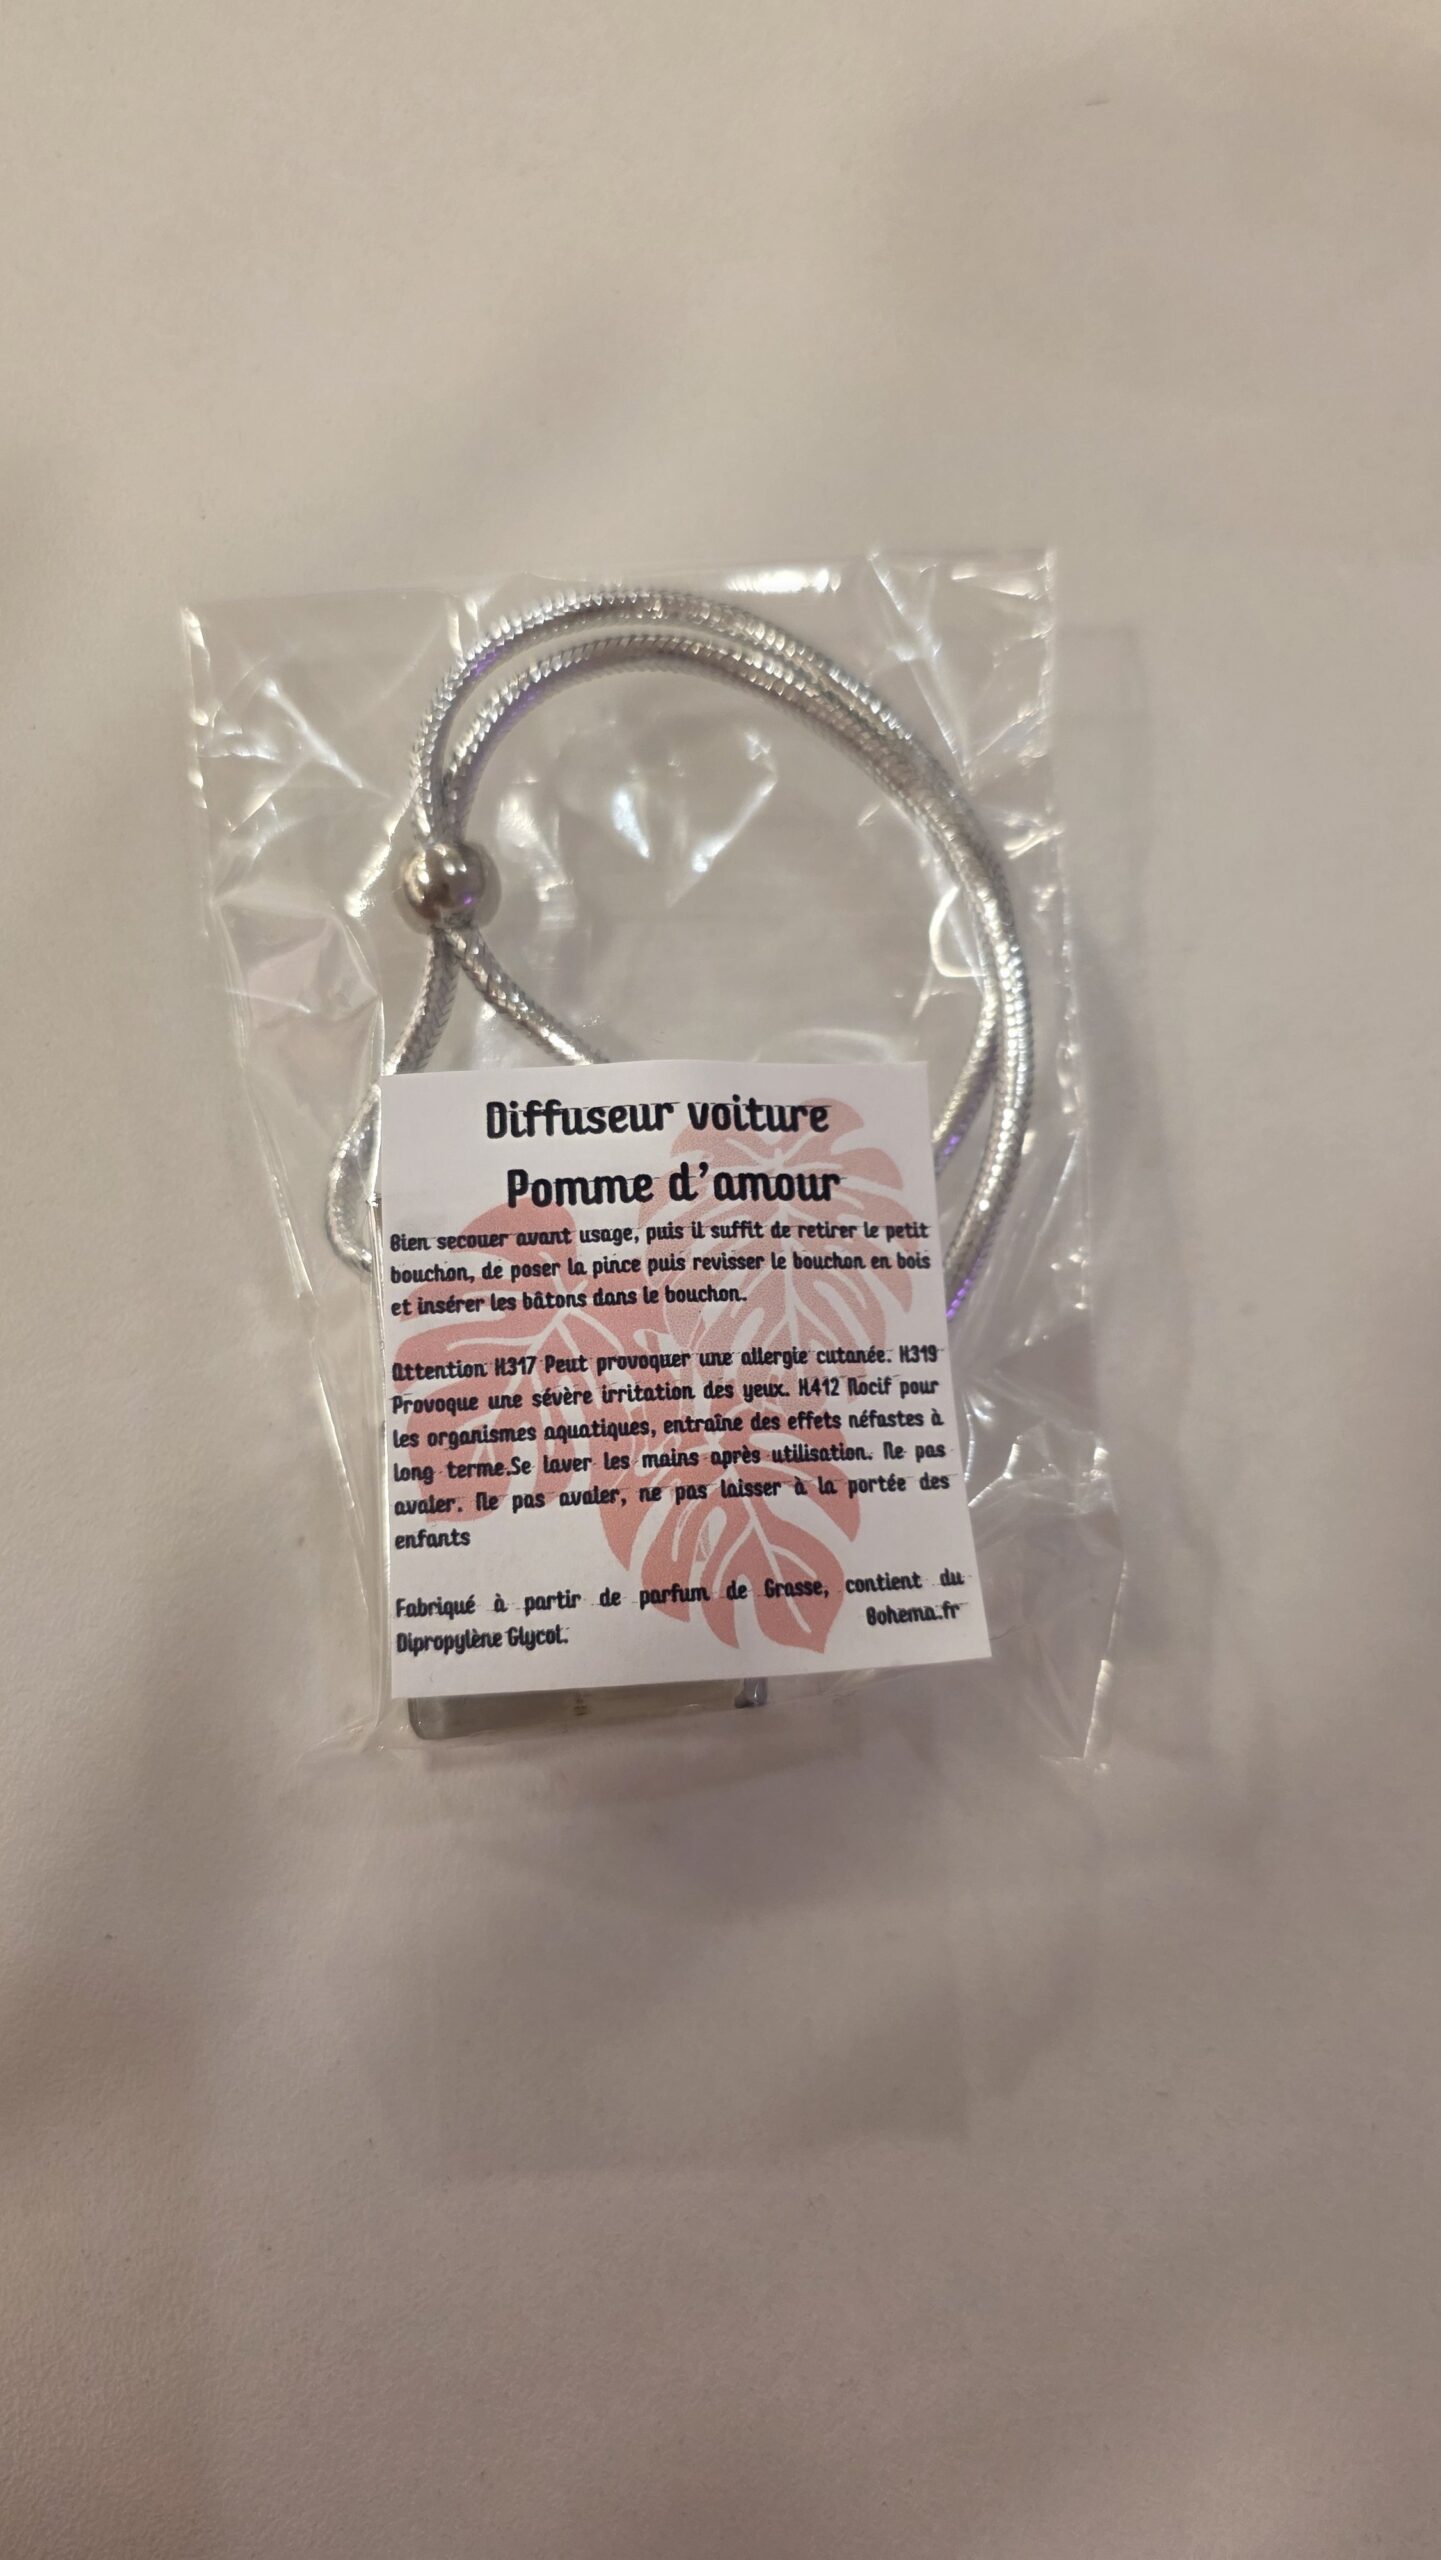 Diffuseur voiture
Pomme d'amour
Bien secouer avant usage, puis il suffit de retirer le petit
bouchon, de poser la pince puis revisser le bouchon en bois
et insérer les bâtons dans le bouchon.
Attention H317 Peut provoquer une allergie cutanée. H319
Provoque une sévère irritation des yeux. H412 Nocif pour
les organismes aquatiques, entraîne des effets néfastes à
long terme.Se laver les mains après utilisation. Ne pas
avaler. Ne pas avaler, ne pas laisser à la portée des
enfants
Fabriqué à partir de parfum de Grasse, contient du
Dipropylène Glycol.
Bohema.fr